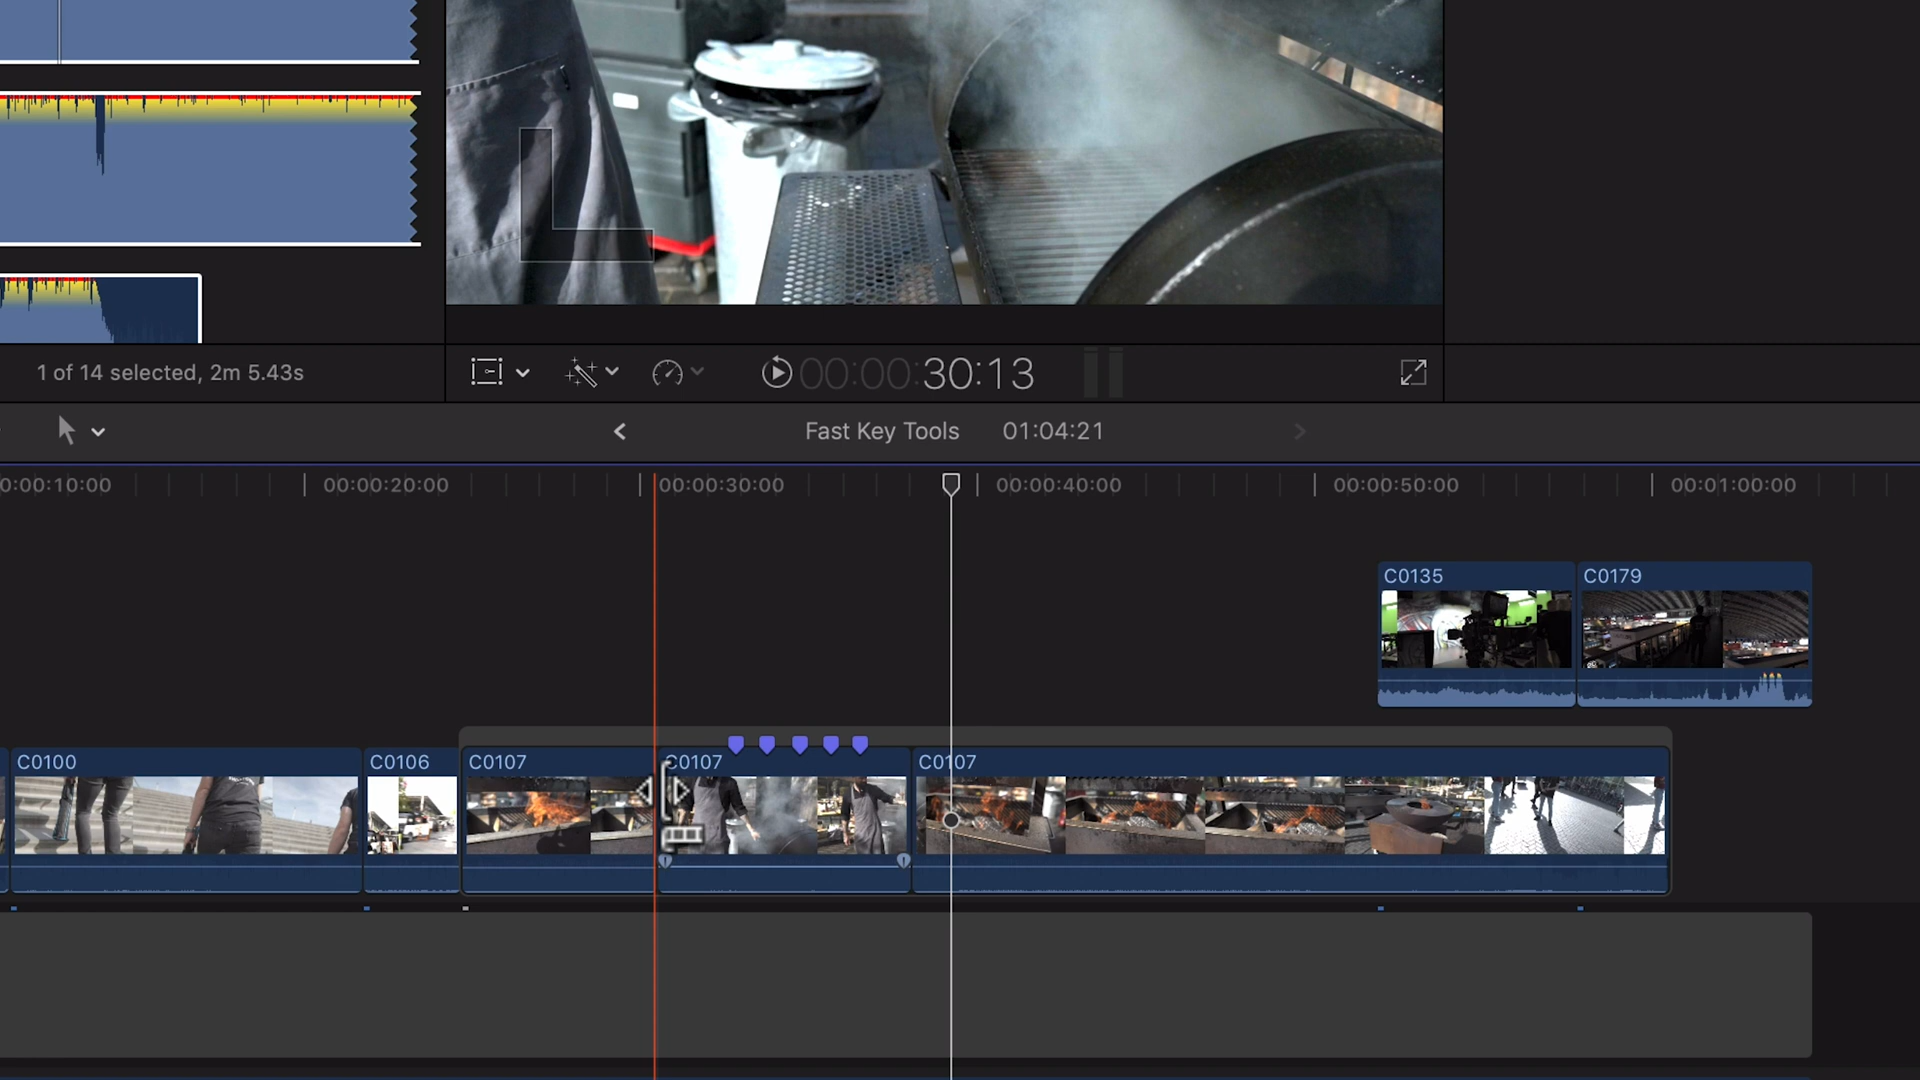 1 of 14 selected, 2m 5.43s
00:00:30:13
Fast Key Tools 01:04:21
0:00:10:00 00:00:20:00 00:00:30:00 00:00:40:00 00:00:50:00 00:01:00:00
C0135 C0179
C0100 C0106 C0107 C0107 C0107